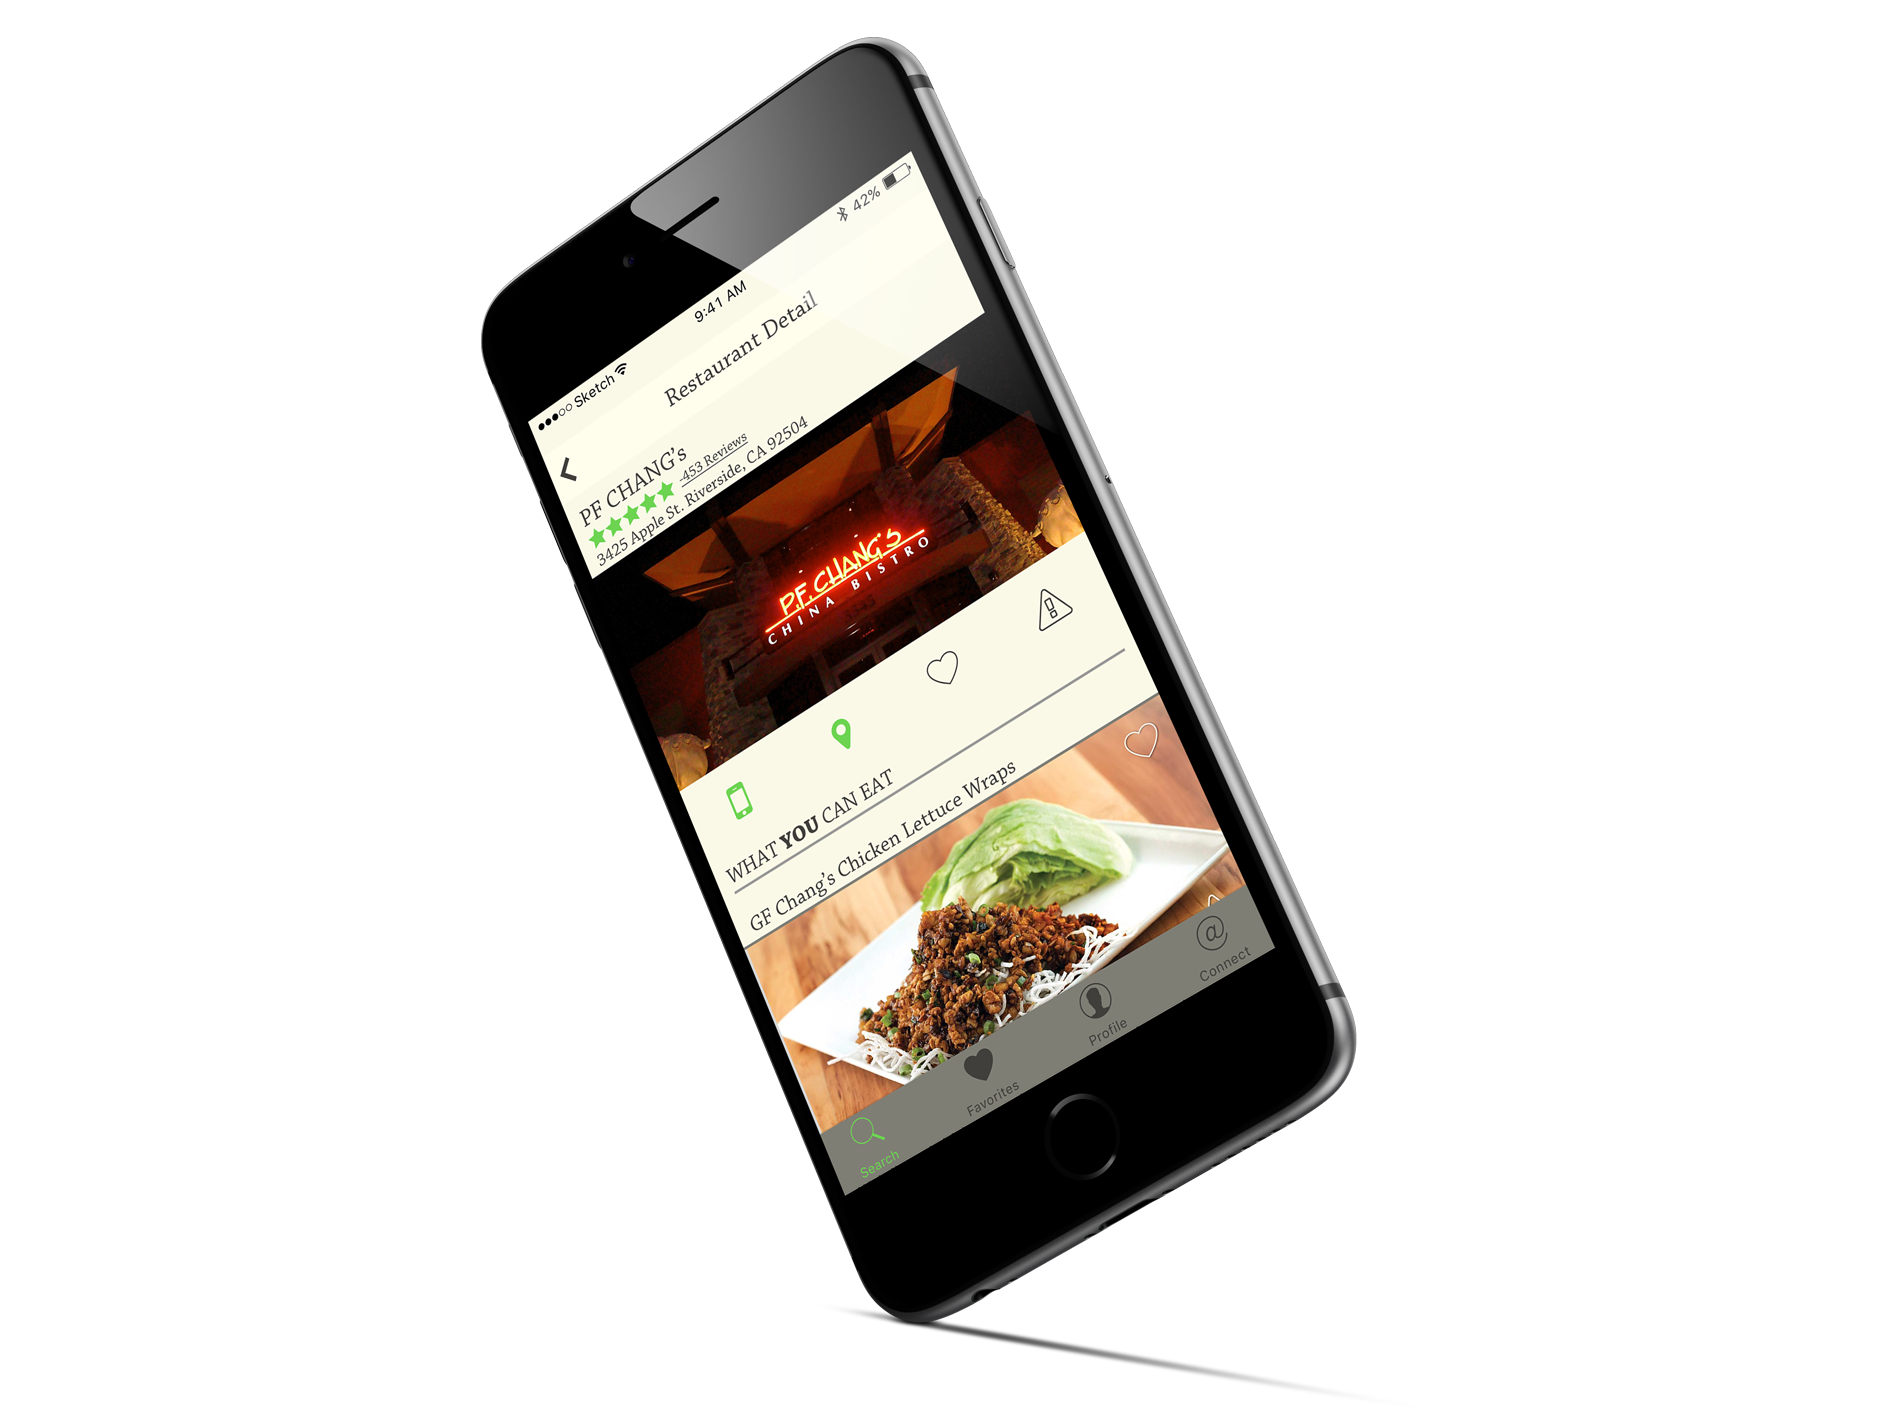 Sketch 9:41 AM 42%
Restaurant Detail
PF CHANG's
-453 Reviews
3425 Apple St. Riverside, CA 92504
P.F. CHANG'S
CHINA BISTRO
WHAT YOU CAN EAT
GF Chang's Chicken Lettuce Wraps
Search Favorites Profile Connect